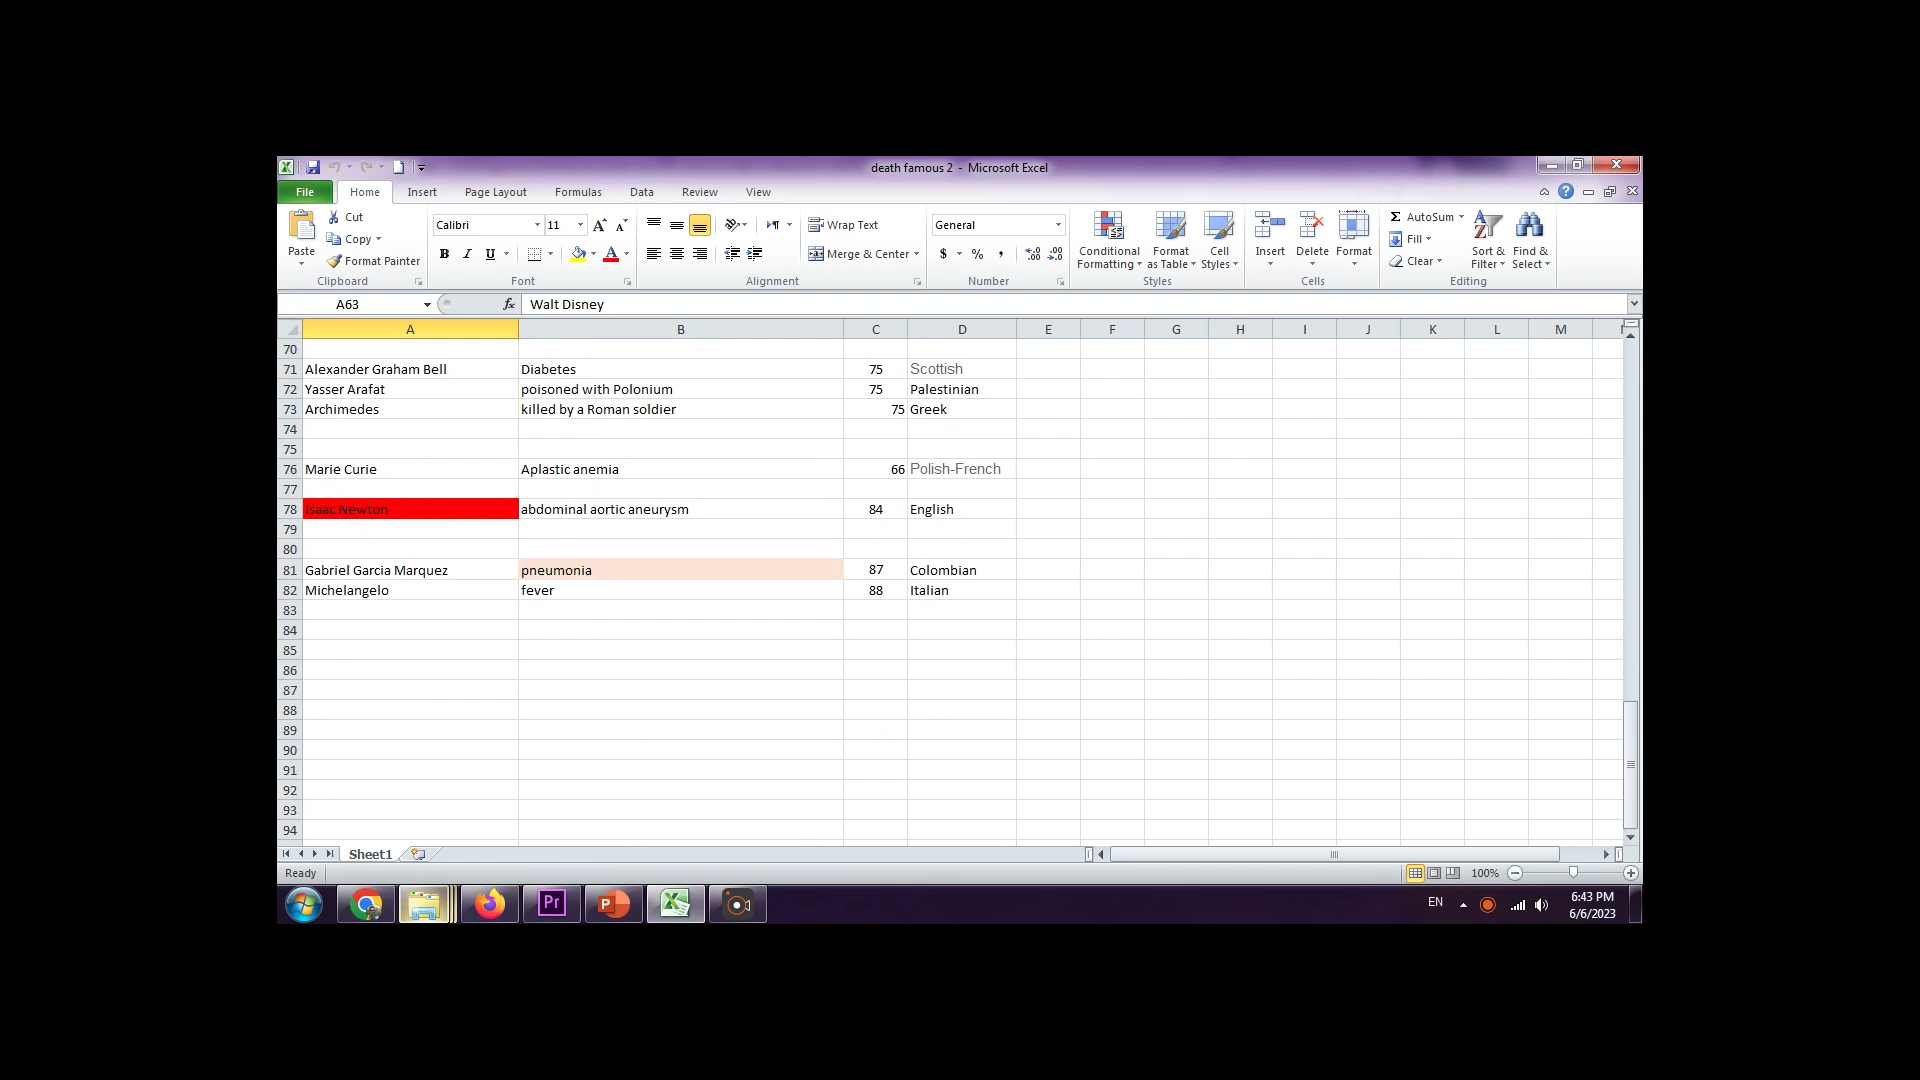 death famous 2 - Microsoft Excel
File Home Insert Page Layout Formulas Data Review View
Paste
Cut
Copy
Format Painter
Clipboard
Calibri 11
B I U
Font
Wrap Text
Merge & Center
Alignment
General
$ % ,
Number
Conditional Formatting
Format as Table
Cell Styles
Styles
Insert
Delete
Format
Cells
Σ AutoSum
Fill
Clear
Sort & Filter
Find & Select
Editing
A63 fx Walt Disney
A B C D E F G H I J K L M
70
71 Alexander Graham Bell Diabetes 75 Scottish
72 Yasser Arafat poisoned with Polonium 75 Palestinian
73 Archimedes killed by a Roman soldier 75 Greek
74
75
76 Marie Curie Aplastic anemia 66 Polish-French
77
78 Isaac Newton abdominal aortic aneurysm 84 English
79
80
81 Gabriel Garcia Marquez pneumonia 87 Colombian
82 Michelangelo fever 88 Italian
83
84
85
86
87
88
89
90
91
92
93
94
Sheet1
Ready 100%
Pr P EN 6:43 PM
6/6/2023